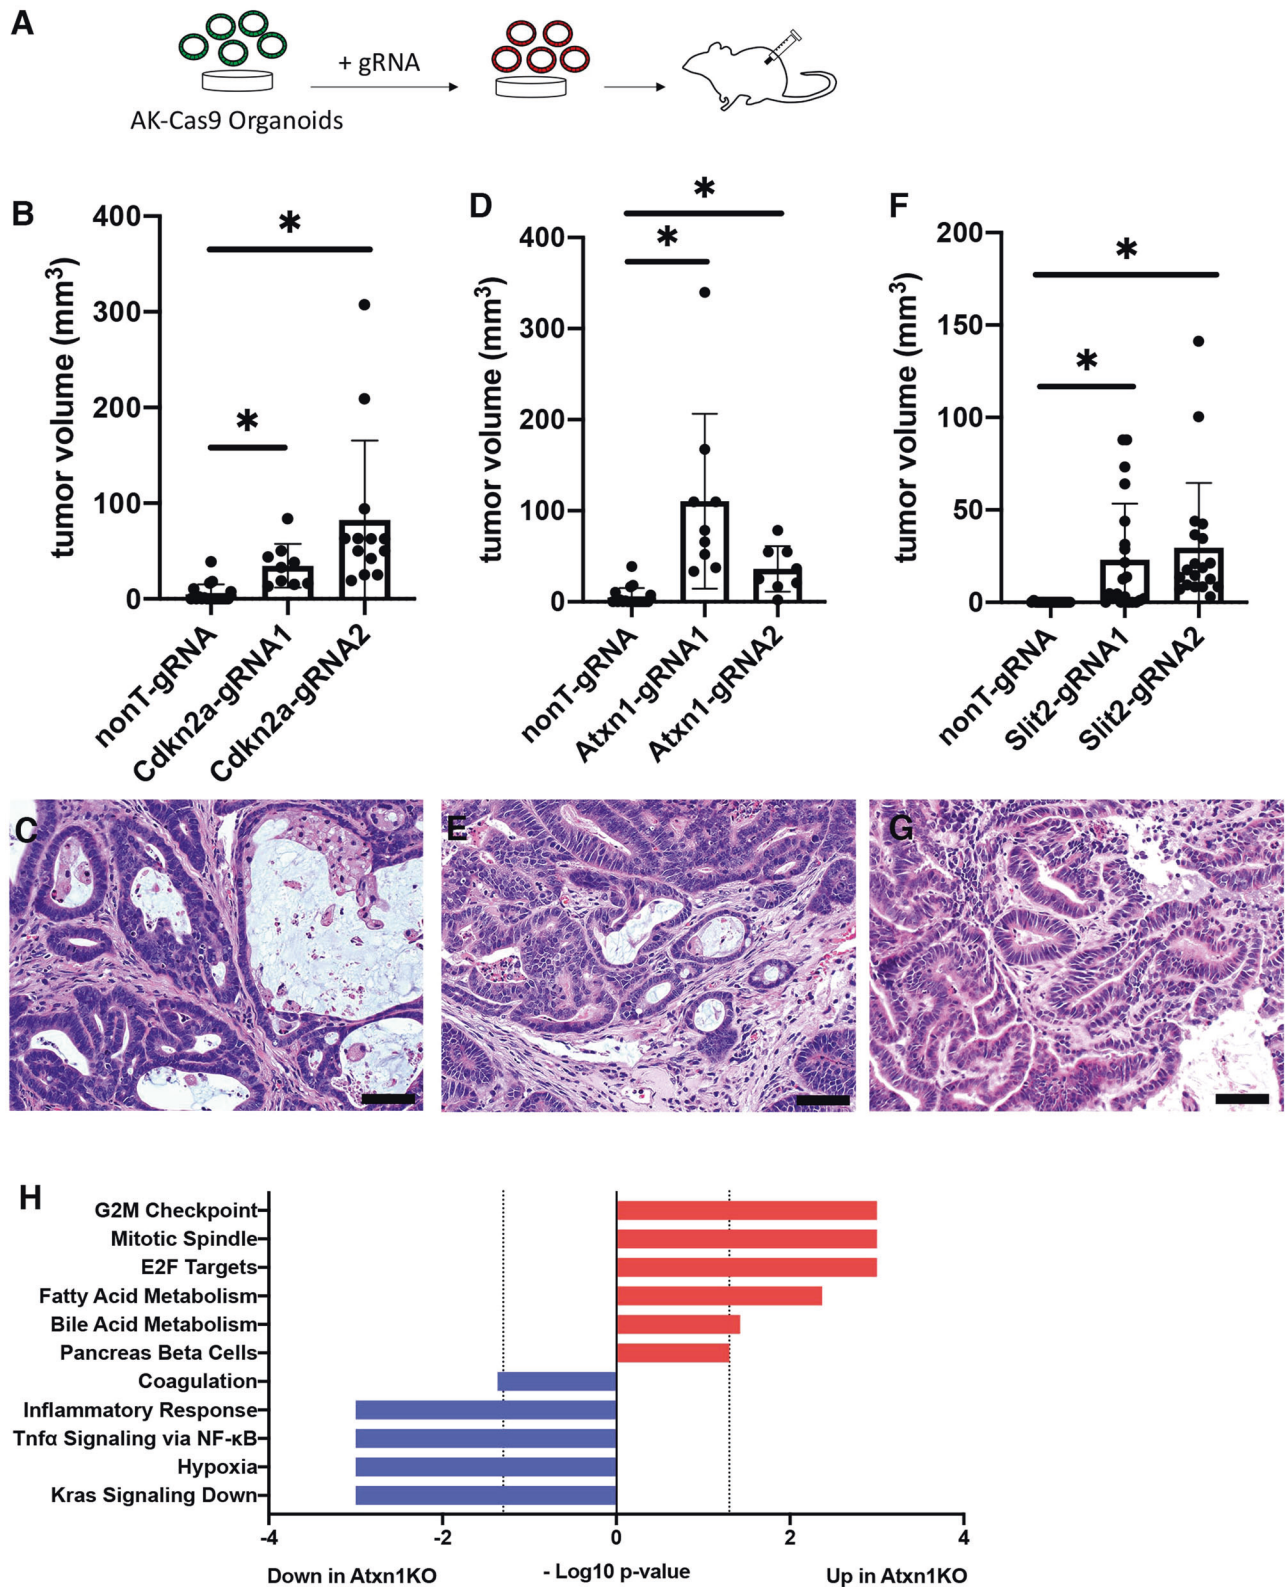 A
+ gRNA
AK-Cas9 Organoids
B
tumor volume (mm3)
400
300
200
100
0
*
*
nonT-gRNA
Cdkn2a-gRNA1
Cdkn2a-gRNA2
D
tumor volume (mm3)
400
300
200
100
0
*
*
nonT-gRNA
Atxn1-gRNA1
Atxn1-gRNA2
F
tumor volume (mm3)
200
150
100
50
0
*
*
nonT-gRNA
Slit2-gRNA1
Slit2-gRNA2
C
E
G
H
G2M Checkpoint
Mitotic Spindle
E2F Targets
Fatty Acid Metabolism
Bile Acid Metabolism
Pancreas Beta Cells
Coagulation
Inflammatory Response
Tnfα Signaling via NF-κB
Hypoxia
Kras Signaling Down
-4 -2 0 2 4
Down in Atxn1KO - Log10 p-value Up in Atxn1KO